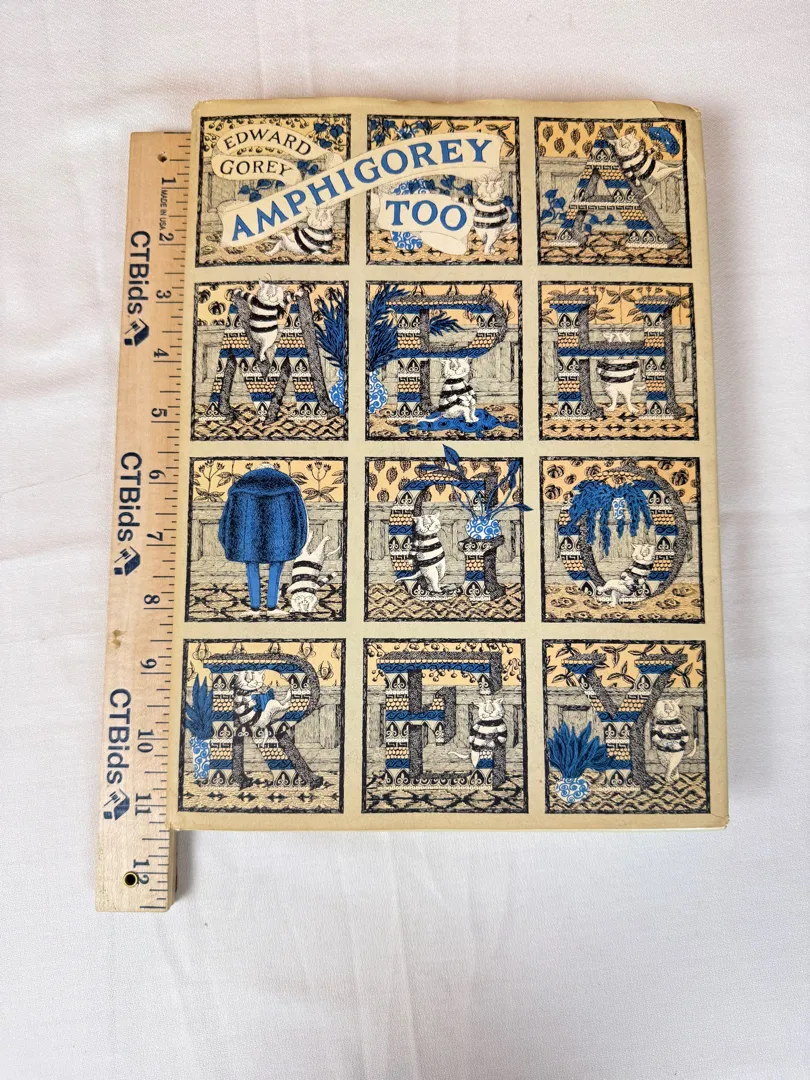 EDWARD
GOREY
AMPHIGOREY
TOO
A
M P H
G O
R E Y
1 2 3 4 5 6 7 8 9 10 11 12
MADE IN USA
CTBids
CTBids
CTBids